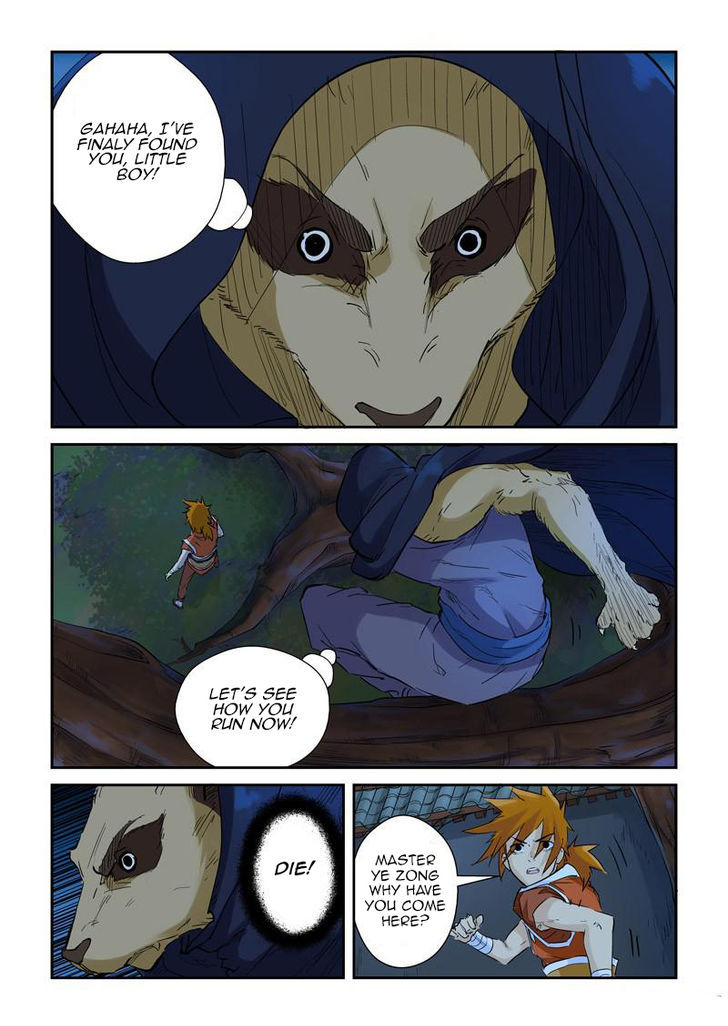 GAHAHA, I'VE
FINALY FOUND
YOU, LITTLE
BOY!
LET'S SEE
HOW YOU
RUN NOW!
DIE!
MASTER
YE ZONG
WHY HAVE
YOU COME
HERE?